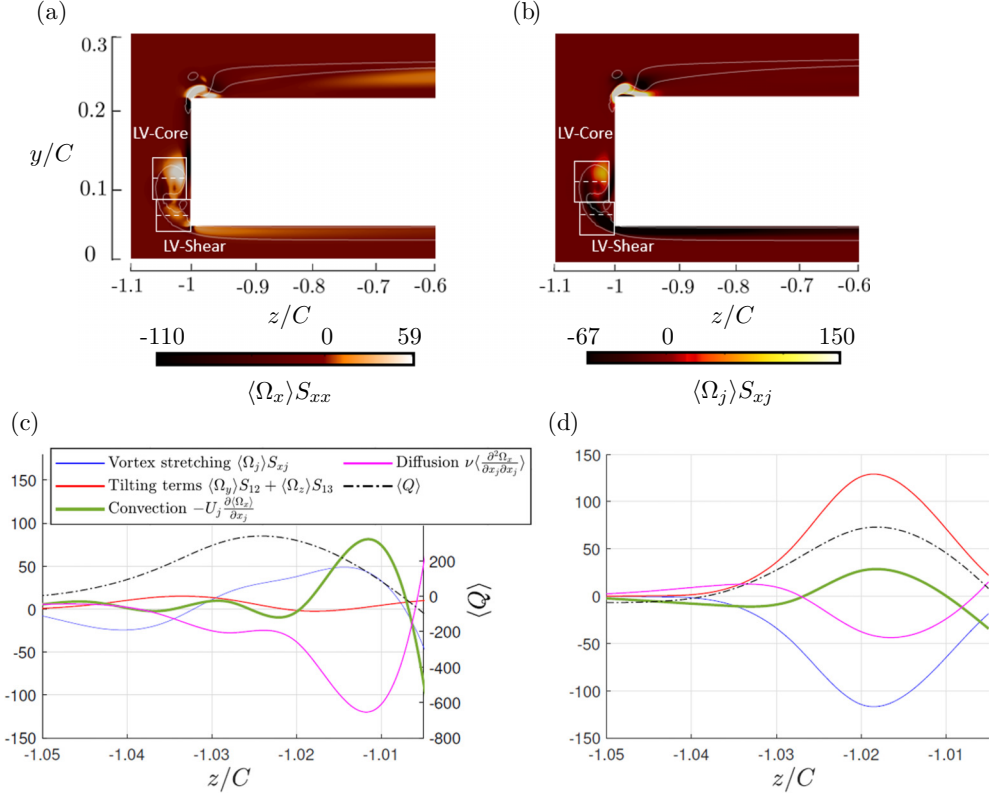 (a)
(b)
0.3
0.2
0.1
0
y/C
LV-Core
LV-Shear
-1.1 -1 -0.9 -0.8 -0.7 -0.6
z/C
LV-Core
LV-Shear
-1.1 -1 -0.9 -0.8 -0.7 -0.6
z/C
-110 0 59
⟨Ω_x⟩S_xx
-67 0 150
⟨Ω_j⟩S_xj
(c)
(d)
Vortex stretching ⟨Ω_j⟩S_xj
Tilting terms ⟨Ω_y⟩S_12 + ⟨Ω_z⟩S_13
Convection −U_j ∂⟨Ω_x⟩/∂x_j
Diffusion ν⟨∂²Ω_x/∂x_j∂x_j⟩
⟨Q⟩
150
100
50
0
-50
-100
-150
200
0
-200
-400
-600
-800
⟨Q⟩
-1.05 -1.04 -1.03 -1.02 -1.01
z/C
150
100
50
0
-50
-100
-150
-1.05 -1.04 -1.03 -1.02 -1.01
z/C